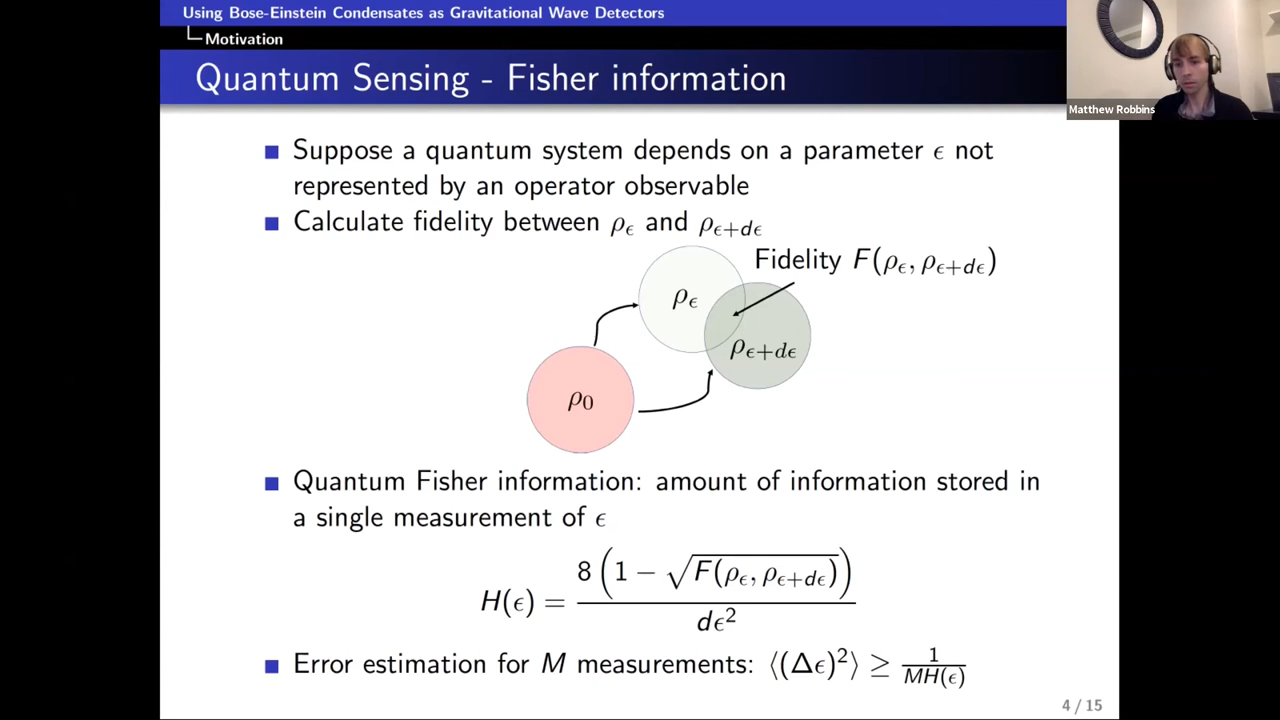 Using Bose-Einstein Condensates as Gravitational Wave Detectors
Motivation
Quantum Sensing - Fisher information
Matthew Robbins
Suppose a quantum system depends on a parameter ϵ not
represented by an operator observable
Calculate fidelity between ρ_ϵ and ρ_{ϵ+dϵ}
Fidelity F(ρ_ϵ, ρ_{ϵ+dϵ})
ρ_ϵ
ρ_{ϵ+dϵ}
ρ_0
Quantum Fisher information: amount of information stored in
a single measurement of ϵ
H(ϵ) = 8(1 − √F(ρ_ϵ, ρ_{ϵ+dϵ})) / dϵ²
Error estimation for M measurements: ⟨(Δϵ)²⟩ ≥ 1/MH(ϵ)
4 / 15